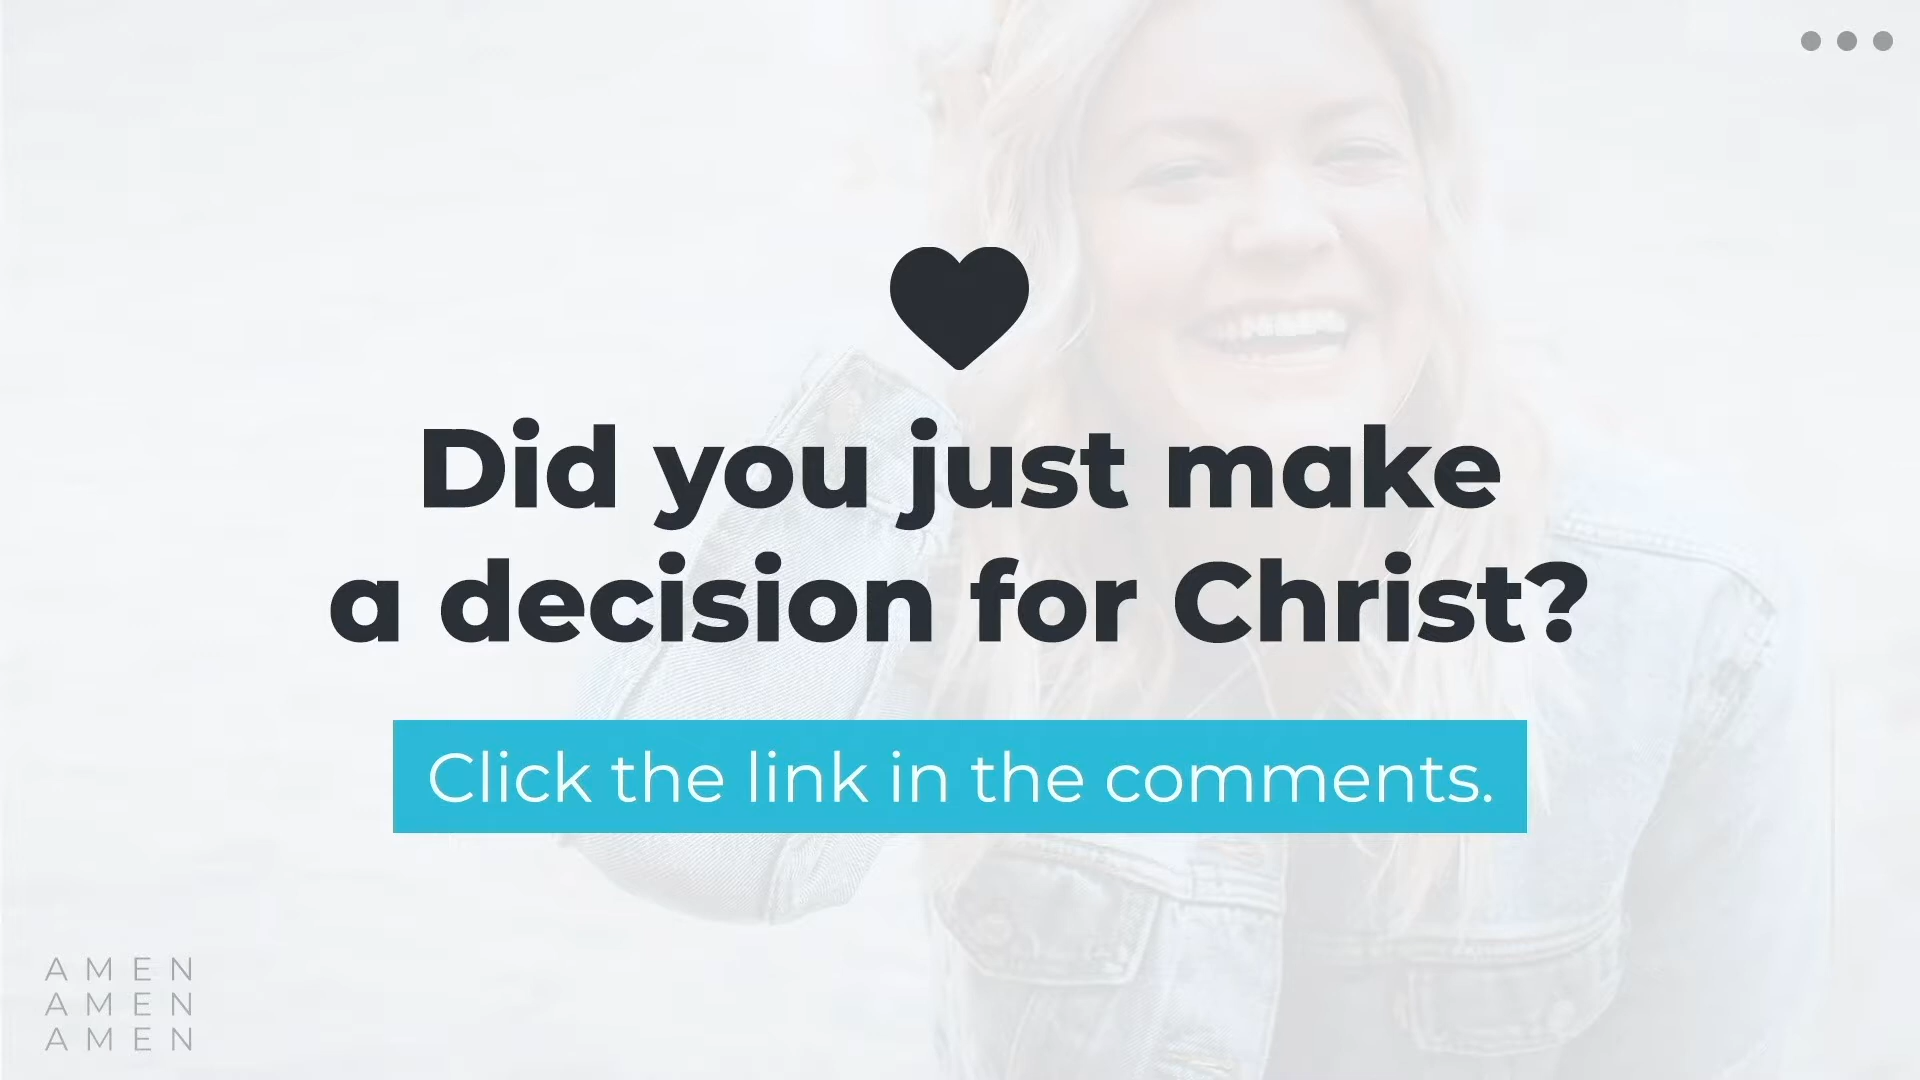 Did you just make
a decision for Christ?
Click the link in the comments.
AMEN
AMEN
AMEN